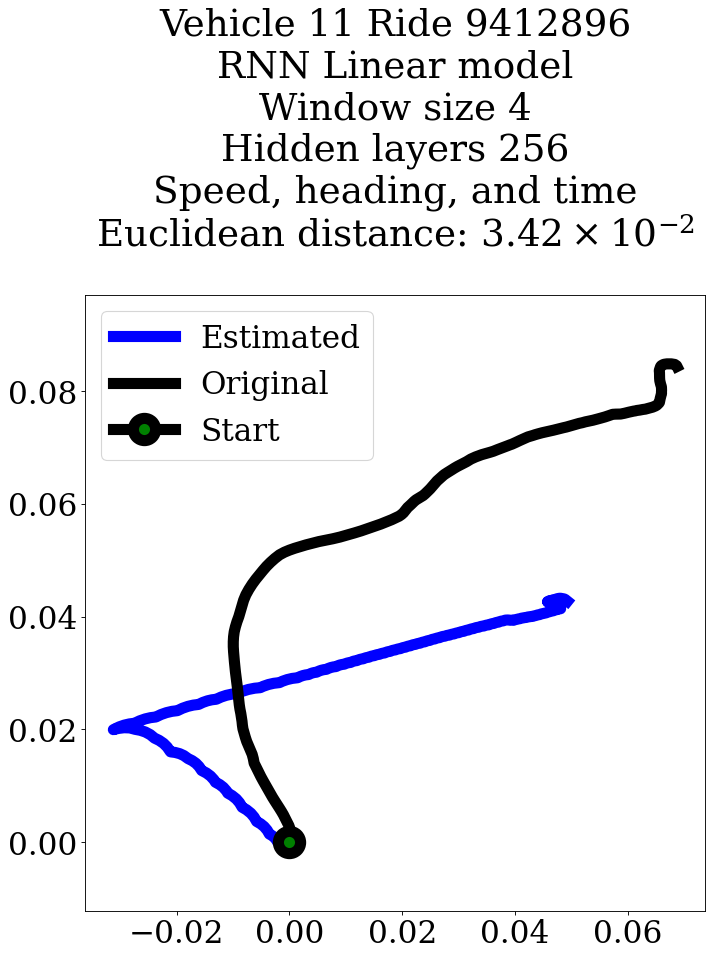 Vehicle 11 Ride 9412896
RNN Linear model
Window size 4
Hidden layers 256
Speed, heading, and time
Euclidean distance: 3.42 × 10⁻²
Estimated
Original
Start
0.08
0.06
0.04
0.02
0.00
−0.02 0.00 0.02 0.04 0.06